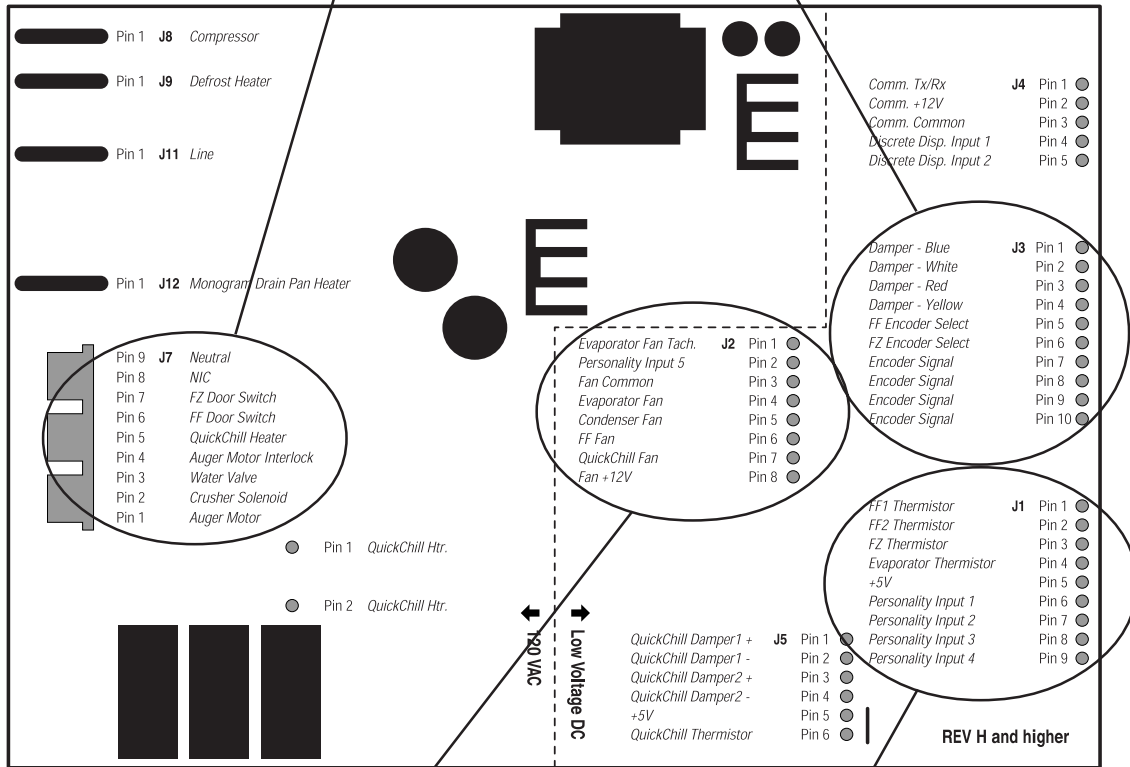 Pin 1 J8 Compressor
Pin 1 J9 Defrost Heater
Pin 1 J11 Line
Pin 1 J12 Monogram Drain Pan Heater
Pin 9 J7 Neutral
Pin 8 NIC
Pin 7 FZ Door Switch
Pin 6 FF Door Switch
Pin 5 QuickChill Heater
Pin 4 Auger Motor Interlock
Pin 3 Water Valve
Pin 2 Crusher Solenoid
Pin 1 Auger Motor
Pin 1 QuickChill Htr.
Pin 2 QuickChill Htr.
Evaporator Fan Tach. J2 Pin 1
Personality Input 5 Pin 2
Fan Common Pin 3
Evaporator Fan Pin 4
Condenser Fan Pin 5
FF Fan Pin 6
QuickChill Fan Pin 7
Fan +12V Pin 8
120 VAC
Low Voltage DC
QuickChill Damper1 + J5 Pin 1
QuickChill Damper1 - Pin 2
QuickChill Damper2 + Pin 3
QuickChill Damper2 - Pin 4
+5V Pin 5
QuickChill Thermistor Pin 6
Comm. Tx/Rx J4 Pin 1
Comm. +12V Pin 2
Comm. Common Pin 3
Discrete Disp. Input 1 Pin 4
Discrete Disp. Input 2 Pin 5
Damper - Blue J3 Pin 1
Damper - White Pin 2
Damper - Red Pin 3
Damper - Yellow Pin 4
FF Encoder Select Pin 5
FZ Encoder Select Pin 6
Encoder Signal Pin 7
Encoder Signal Pin 8
Encoder Signal Pin 9
Encoder Signal Pin 10
FF1 Thermistor J1 Pin 1
FF2 Thermistor Pin 2
FZ Thermistor Pin 3
Evaporator Thermistor Pin 4
+5V Pin 5
Personality Input 1 Pin 6
Personality Input 2 Pin 7
Personality Input 3 Pin 8
Personality Input 4 Pin 9
REV H and higher